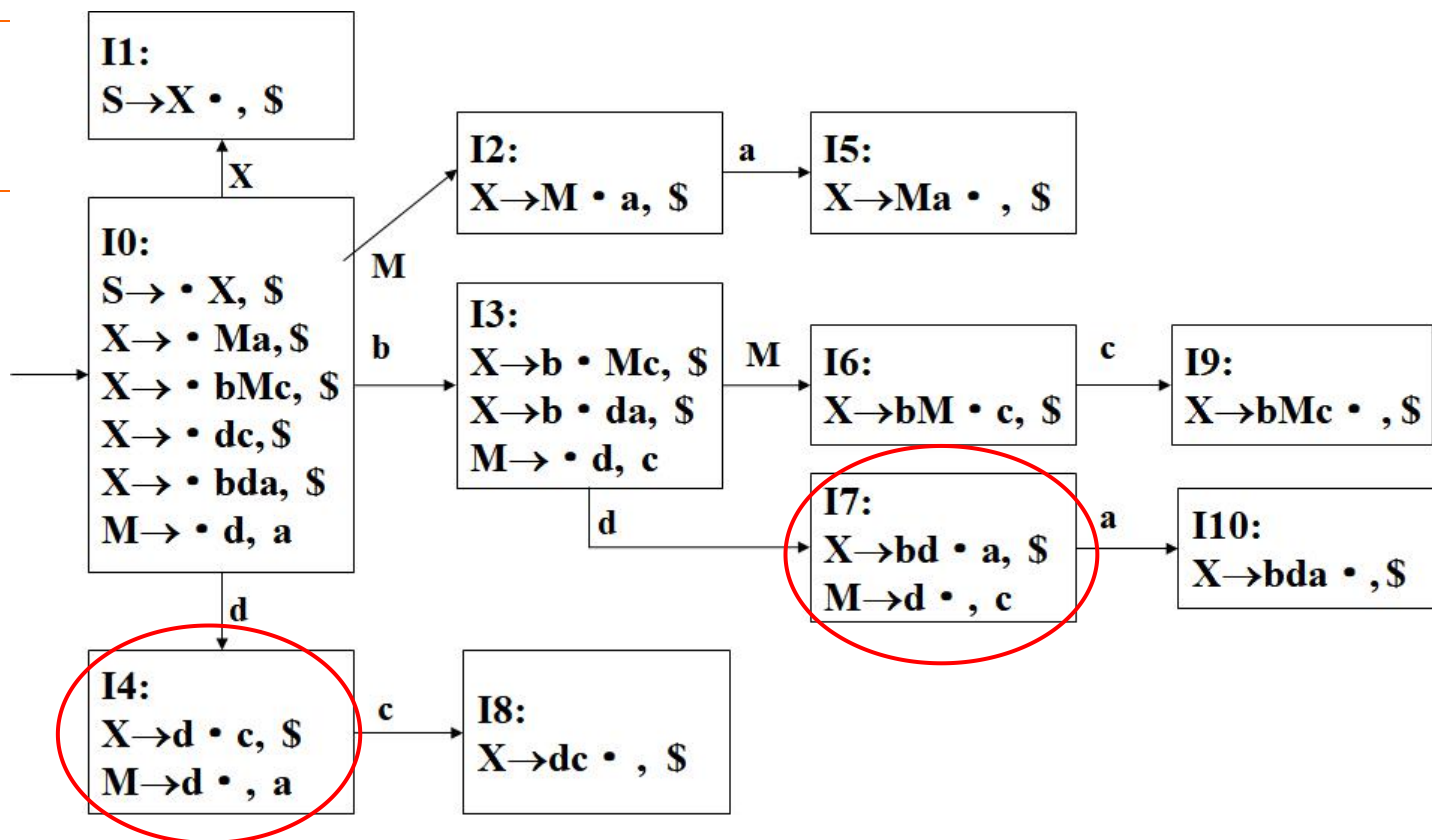 I1:
S→X • , $
X
I0:
S→ • X, $
X→ • Ma, $
X→ • bMc, $
X→ • dc, $
X→ • bda, $
M→ • d, a
M
I2:
X→M • a, $
a
I5:
X→Ma • , $
b
I3:
X→b • Mc, $
X→b • da, $
M→ • d, c
M
I6:
X→bM • c, $
c
I9:
X→bMc • , $
d
I7:
X→bd • a, $
M→d • , c
a
I10:
X→bda • , $
d
I4:
X→d • c, $
M→d • , a
c
I8:
X→dc • , $